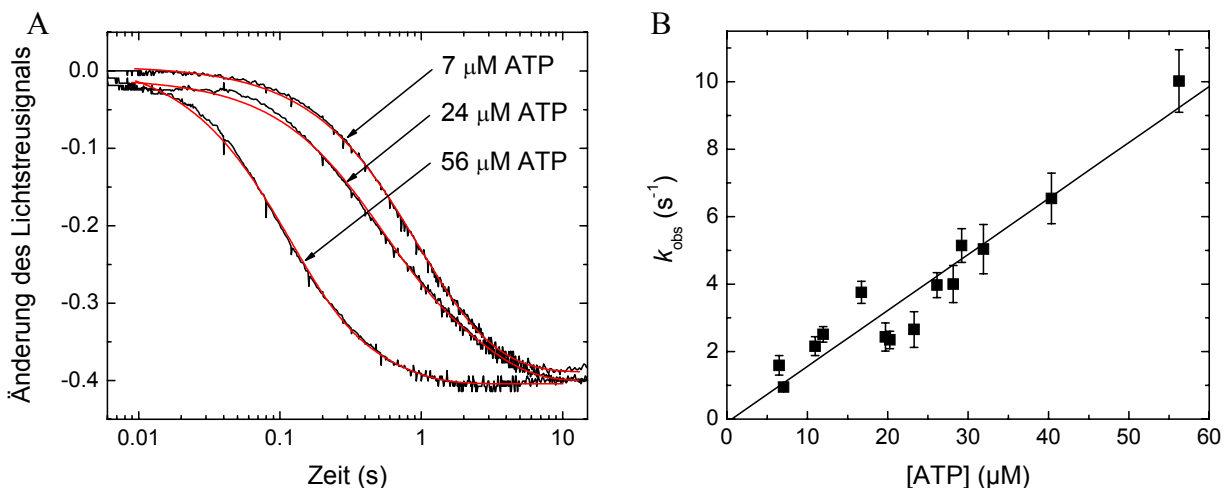 A
Änderung des Lichtstreusignals
0.0
-0.1
-0.2
-0.3
-0.4
7 μM ATP
24 μM ATP
56 μM ATP
0.01
0.1
1
10
Zeit (s)
B
k_obs (s⁻¹)
10
8
6
4
2
0
0
10
20
30
40
50
60
[ATP] (μM)